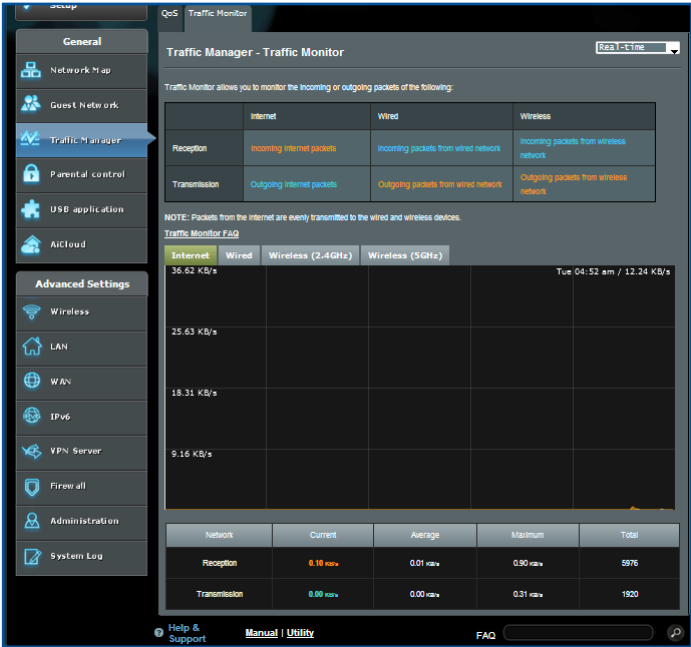 Setup
QoS Traffic Monitor
General
Network Map
Guest Network
Traffic Manager
Parental control
USB application
AiCloud
Advanced Settings
Wireless
LAN
WAN
IPv6
VPN Server
Firewall
Administration
System Log
Traffic Manager - Traffic Monitor
Real-time
Traffic Monitor allows you to monitor the incoming or outgoing packets of the following:
Internet Wired Wireless
Reception Incoming Internet packets Incoming packets from wired network Incoming packets from wireless
network
Transmission Outgoing Internet packets Outgoing packets from wired network Outgoing packets from wireless
network
NOTE: Packets from the Internet are evenly transmitted to the wired and wireless devices.
Traffic Monitor FAQ
Internet Wired Wireless (2.4GHz) Wireless (5GHz)
36.62 KB/s Tue 04:52 am / 12.24 KB/s
25.63 KB/s
18.31 KB/s
9.16 KB/s
Network Current Average Maximum Total
Reception 0.10 KB/s 0.01 KB/s 0.90 KB/s 5976
Transmission 0.00 KB/s 0.00 KB/s 0.31 KB/s 1920
Help &
Support
Manual | Utility
FAQ